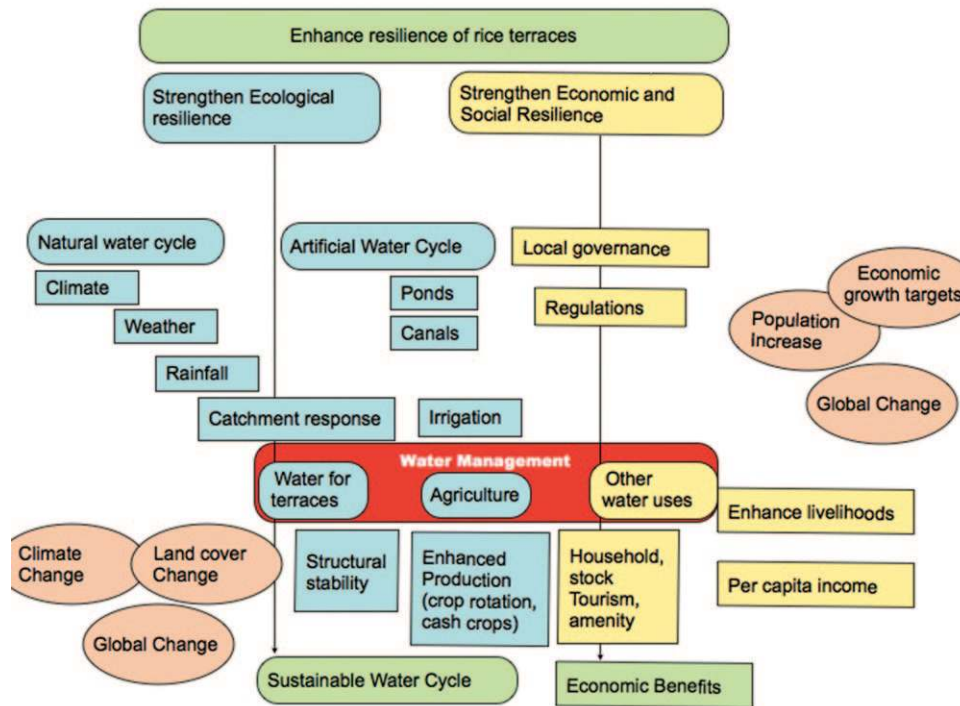 Enhance resilience of rice terraces
Strengthen Ecological
resilience
Strengthen Economic and
Social Resilience
Natural water cycle
Artificial Water Cycle
Local governance
Climate
Ponds
Regulations
Economic
growth targets
Weather
Canals
Population
Increase
Rainfall
Global Change
Catchment response
Irrigation
Water Management
Water for
terraces
Agriculture
Other
water uses
Enhance livelihoods
Climate
Change
Land cover
Change
Structural
stability
Enhanced
Production
(crop rotation,
cash crops)
Household,
stock
Tourism,
amenity
Per capita income
Global Change
Sustainable Water Cycle
Economic Benefits